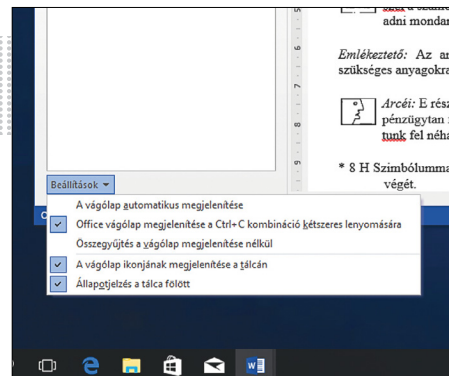 adni mondan
Emlékeztető: Az an
szükséges anyagokra
Arcéi: E rész
pénzügytan
tunk fel néha
* 8 H Szimbólumma
végét.
Beállítások
A vágólap automatikus megjelenítése
Office vágólap megjelenítése a Ctrl+C kombináció kétszeres lenyomására
Összegyűjtés a vágólap megjelenítése nélkül
A vágólap ikonjának megjelenítése a tálcán
Állapotjelzés a tálca fölött